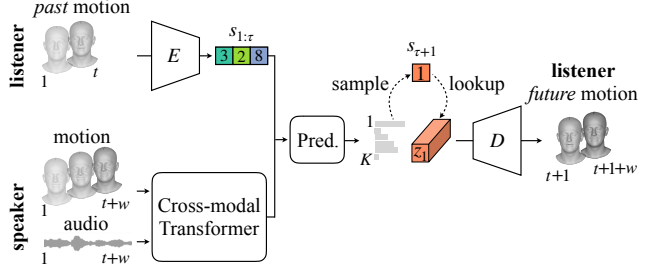 past motion
listener
1
t
E
s1:τ
3 2 8
motion
speaker
1
t+w
audio
1
t+w
Cross-modal
Transformer
Pred.
1
K
sample
sτ+1
1
lookup
z1
D
listener
future motion
t+1
t+1+w